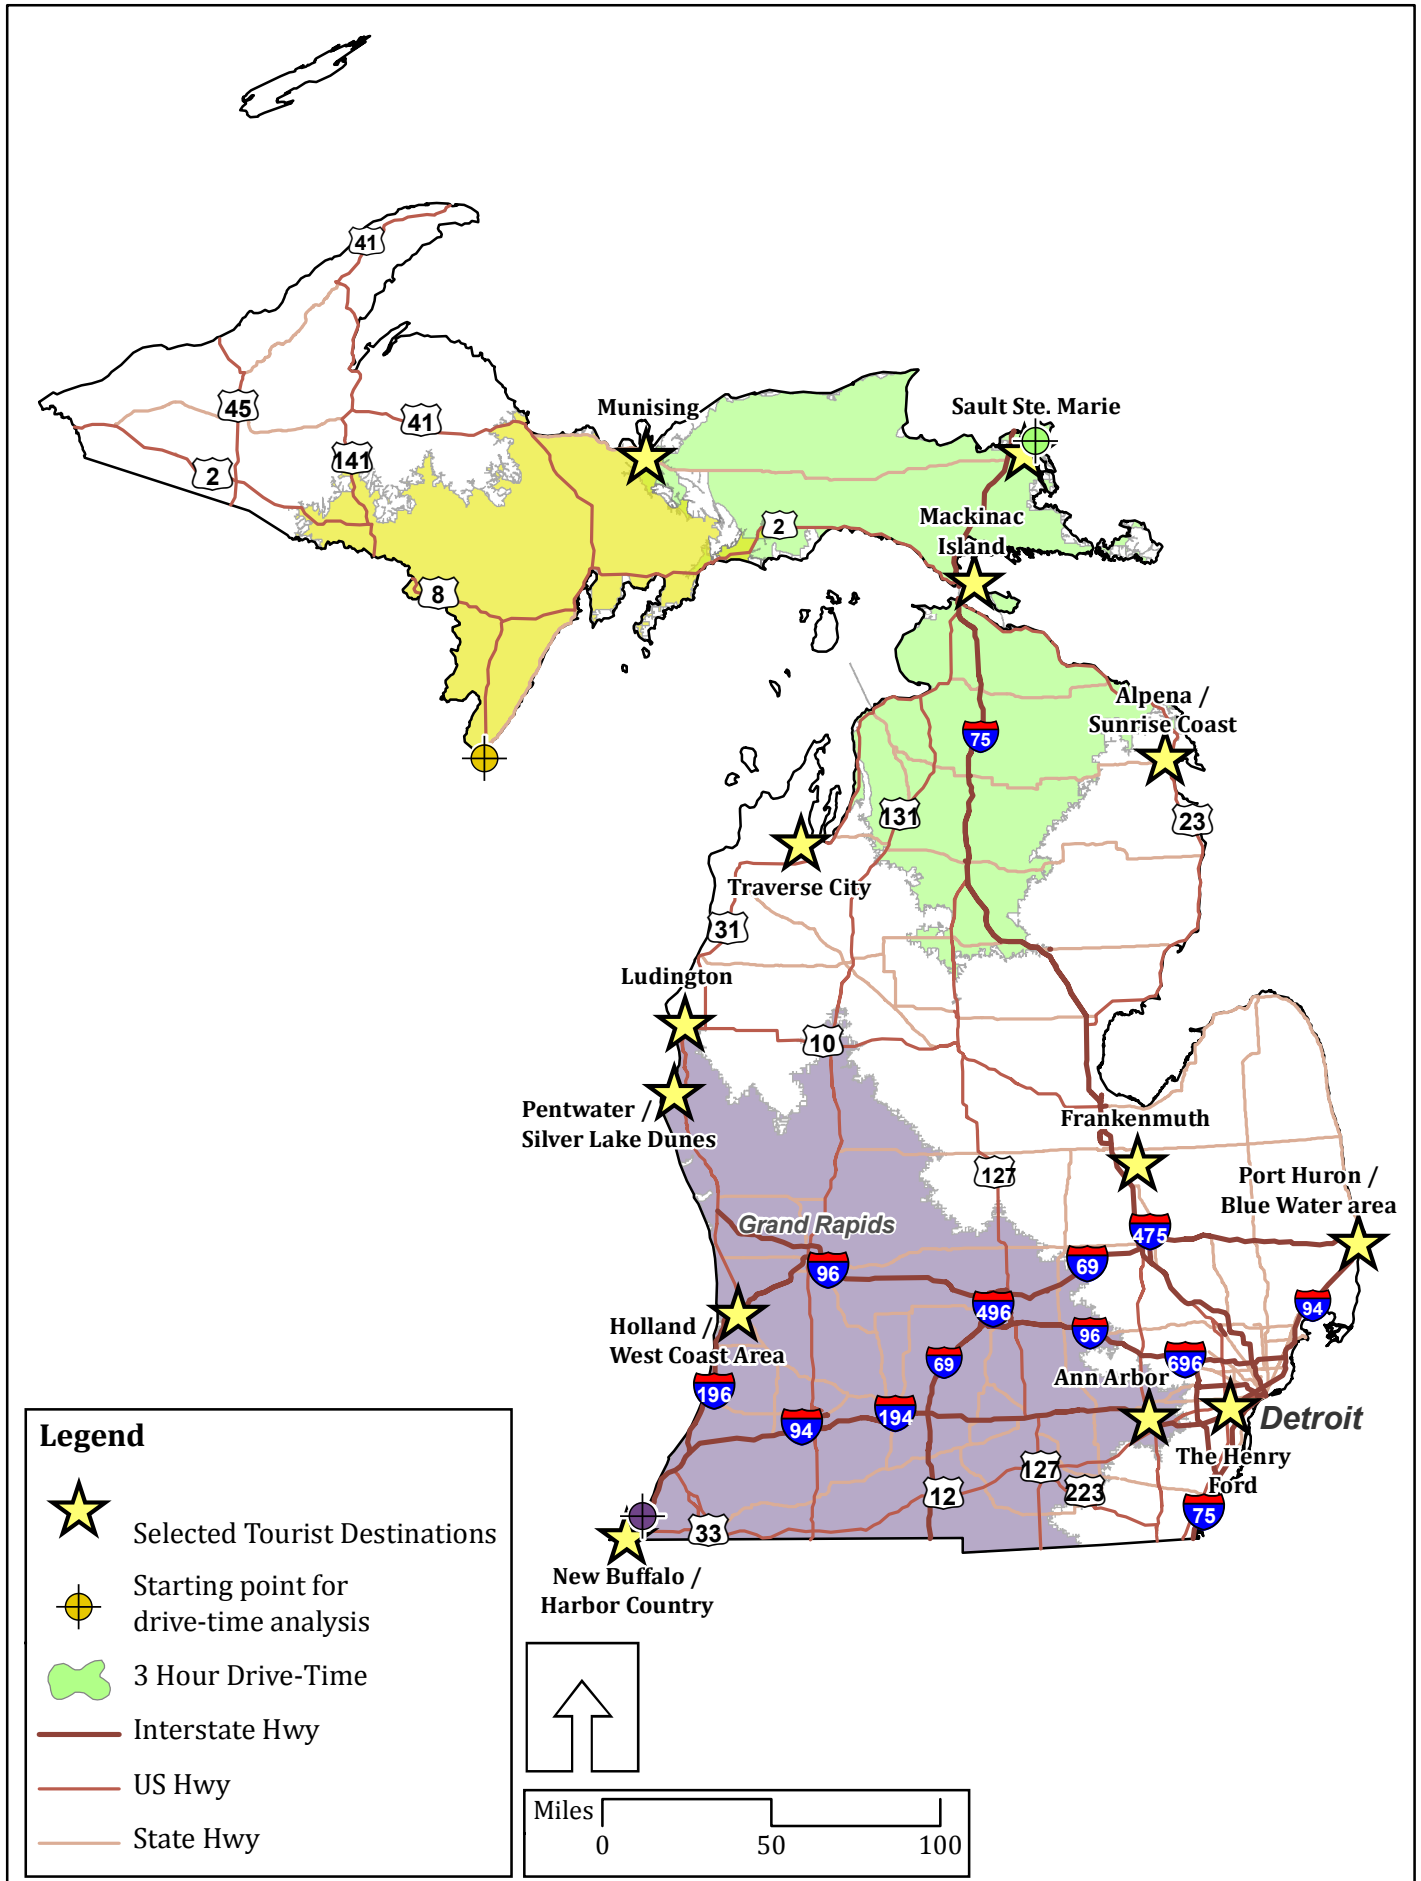 41
Munising
Sault Ste. Marie
45
41
141
2
Mackinac
Island
2
8
Alpena /
Sunrise Coast
75
131
23
Traverse City
31
Ludington
10
Pentwater /
Silver Lake Dunes
Frankenmuth
127
Port Huron /
Blue Water area
Grand Rapids
475
96
69
496
94
Holland /
West Coast Area
96
69
696
Ann Arbor
196
194
94
Detroit
The Henry
Ford
127
12
223
75
33
New Buffalo /
Harbor Country
Legend
Selected Tourist Destinations
Starting point for
drive-time analysis
3 Hour Drive-Time
Interstate Hwy
US Hwy
State Hwy
Miles
0 50 100